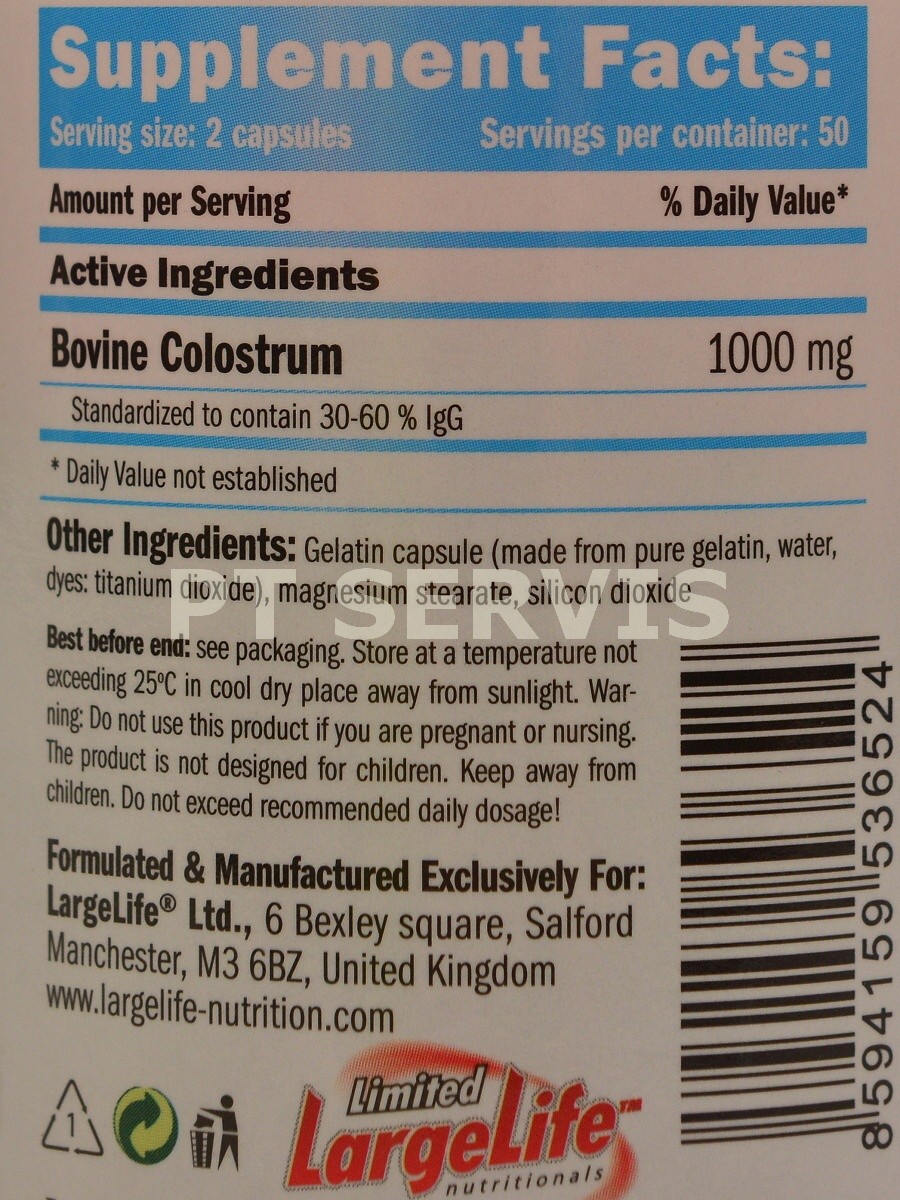 Supplement Facts:
Serving size: 2 capsules Servings per container: 50
Amount per Serving % Daily Value*
Active Ingredients
Bovine Colostrum 1000 mg
Standardized to contain 30-60 % IgG
* Daily Value not established
Other Ingredients: Gelatin capsule (made from pure gelatin, water,
dyes: titanium dioxide), magnesium stearate, silicon dioxide
PT SERVIS
Best before end: see packaging. Store at a temperature not
exceeding 25ºC in cool dry place away from sunlight. War-
ning: Do not use this product if you are pregnant or nursing.
The product is not designed for children. Keep away from
children. Do not exceed recommended daily dosage!
Formulated & Manufactured Exclusively For:
LargeLife® Ltd., 6 Bexley square, Salford
Manchester, M3 6BZ, United Kingdom
www.largelife-nutrition.com
8 594159 536524
1
Limited
LargeLife™
nutritionals